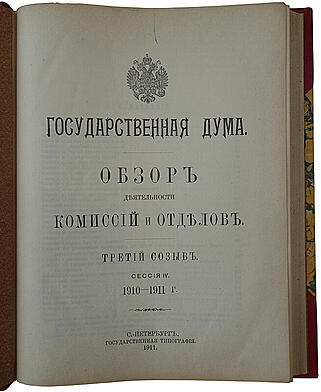 ГОСУДАРСТВЕННАЯ ДУМА.
ОБЗОРЪ
ДѢЯТЕЛЬНОСТИ
КОМИССІЙ И ОТДѢЛОВЪ.
ТРЕТІЙ СОЗЫВЪ.
СЕССІЯ IV.
1910—1911 г.
С.-ПЕТЕРБУРГЪ.
ГОСУДАРСТВЕННАЯ ТИПОГРАФІЯ.
1911.